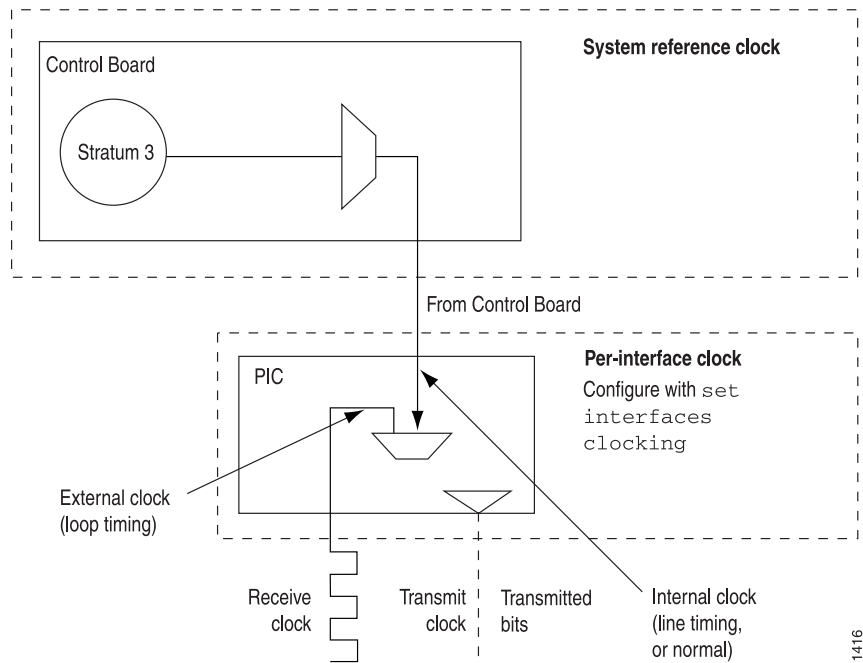 System reference clock
Control Board
Stratum 3
From Control Board
PIC
Per-interface clock
Configure with set
interfaces
clocking
External clock
(loop timing)
Receive
clock
Transmit
clock
Transmitted
bits
Internal clock
(line timing,
or normal)
1416